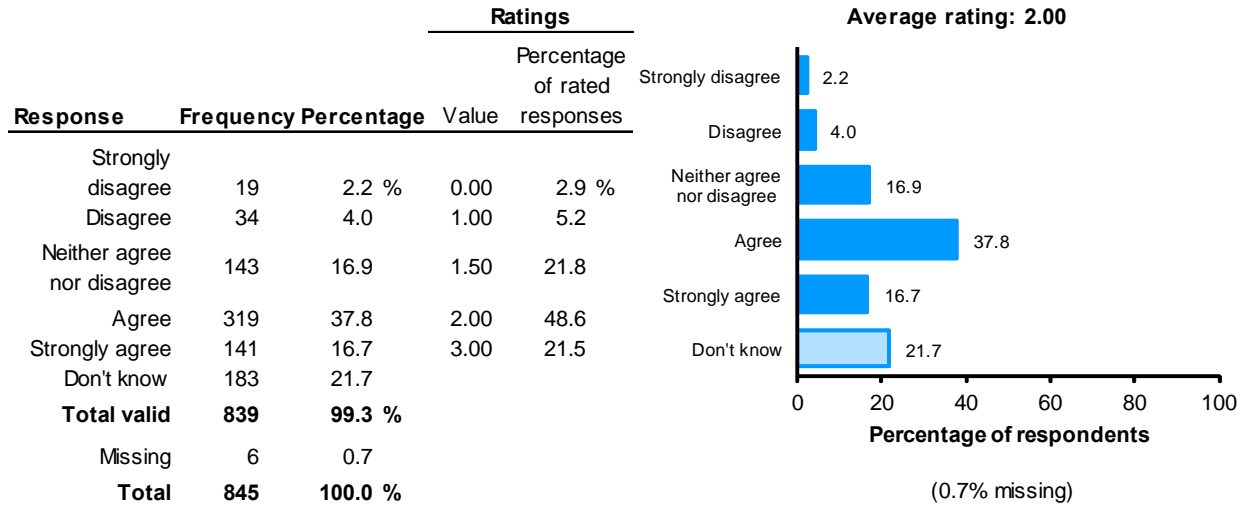 Ratings
Response Frequency Percentage Value Percentage of rated responses
Strongly
disagree 19 2.2 % 0.00 2.9 %
Disagree 34 4.0 1.00 5.2
Neither agree
nor disagree 143 16.9 1.50 21.8
Agree 319 37.8 2.00 48.6
Strongly agree 141 16.7 3.00 21.5
Don't know 183 21.7
Total valid 839 99.3 %
Missing 6 0.7
Total 845 100.0 %
Average rating: 2.00
Strongly disagree 2.2
Disagree 4.0
Neither agree
nor disagree 16.9
Agree 37.8
Strongly agree 16.7
Don't know 21.7
0 20 40 60 80 100
Percentage of respondents
(0.7% missing)